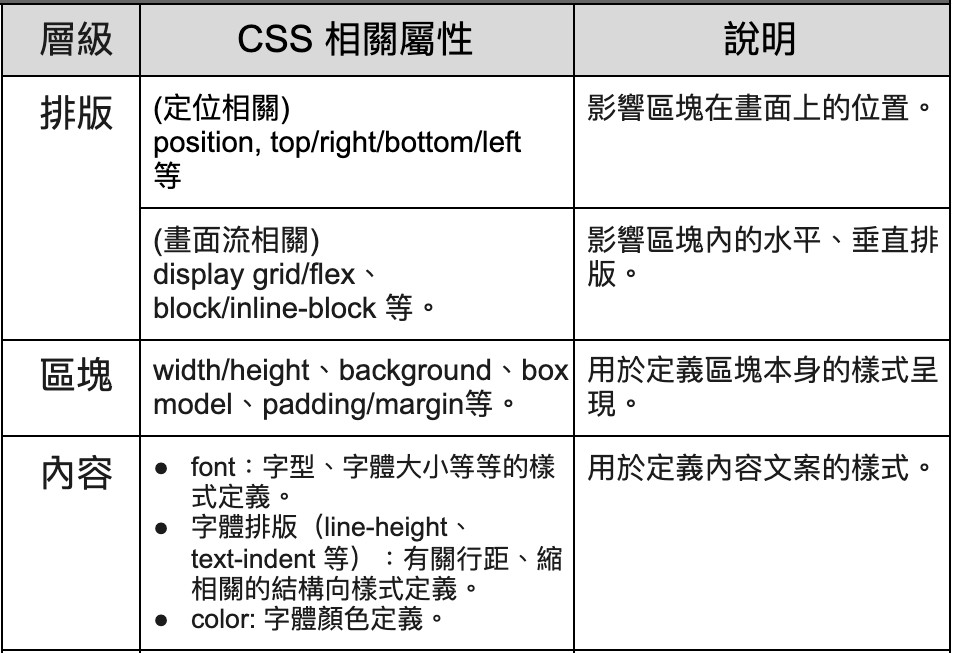 層級 CSS 相關屬性 說明
排版 (定位相關) 影響區塊在畫面上的位置。
position, top/right/bottom/left
等
(畫面流相關) 影響區塊內的水平、垂直排
display grid/flex、 版。
block/inline-block 等。
區塊 width/height、background、box 用於定義區塊本身的樣式呈
model、padding/margin等。 現。
內容 ● font：字型、字體大小等等的樣 用於定義內容文案的樣式。
式定義。
● 字體排版（line-height、
text-indent 等）：有關行距、縮
相關的結構向樣式定義。
● color: 字體顏色定義。